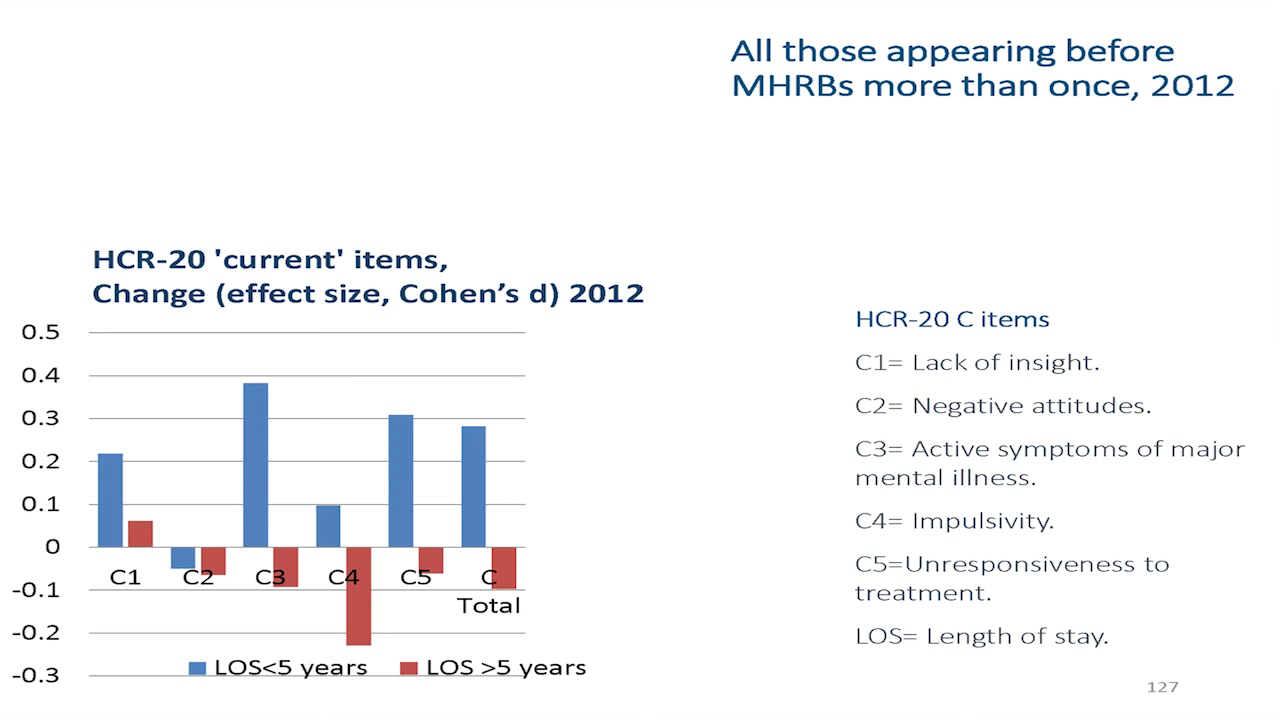 All those appearing before
MHRBs more than once, 2012
HCR-20 'current' items,
Change (effect size, Cohen’s d) 2012
0.5
0.4
0.3
0.2
0.1
0
-0.1
-0.2
-0.3
C1 C2 C3 C4 C5 C
Total
LOS<5 years LOS >5 years
HCR-20 C items
C1= Lack of insight.
C2= Negative attitudes.
C3= Active symptoms of major
mental illness.
C4= Impulsivity.
C5=Unresponsiveness to
treatment.
LOS= Length of stay.
127